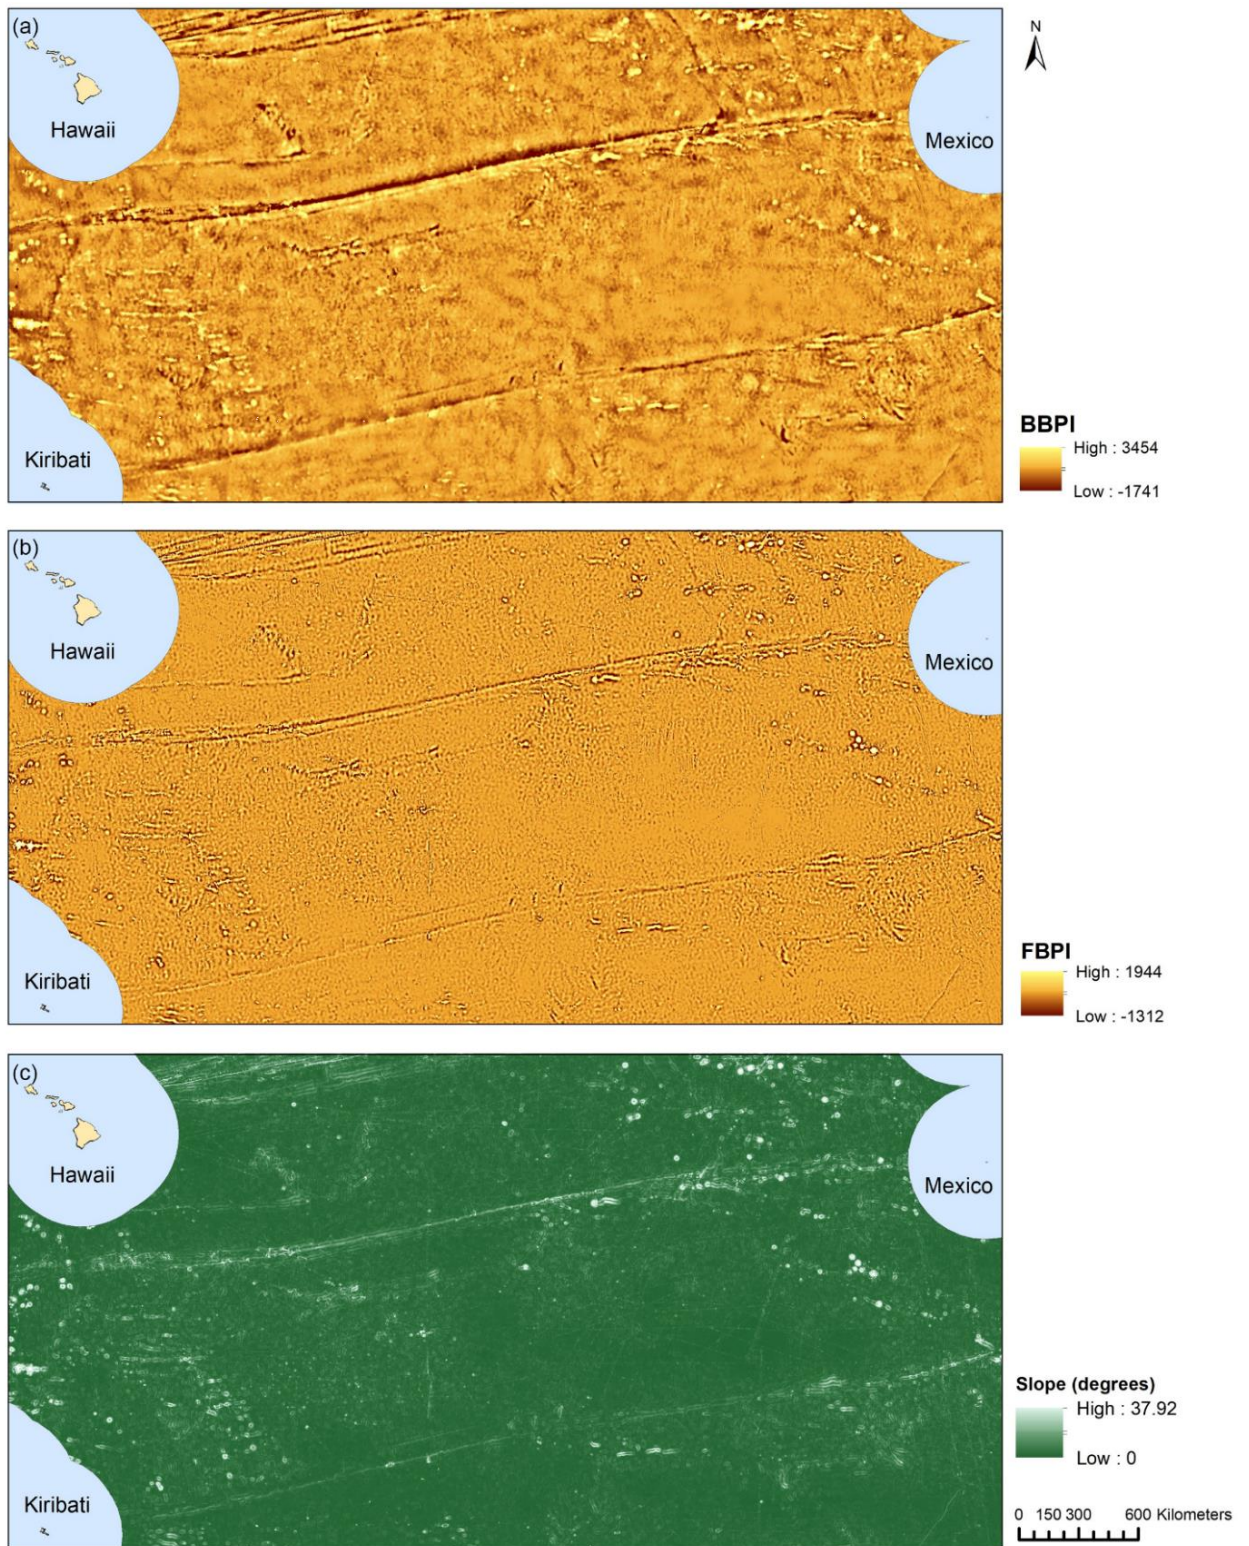 (a)
N
Hawaii
Mexico
Kiribati
BBPI
High : 3454
Low : -1741
(b)
Hawaii
Mexico
Kiribati
FBPI
High : 1944
Low : -1312
(c)
Hawaii
Mexico
Kiribati
Slope (degrees)
High : 37.92
Low : 0
0 150 300 600 Kilometers